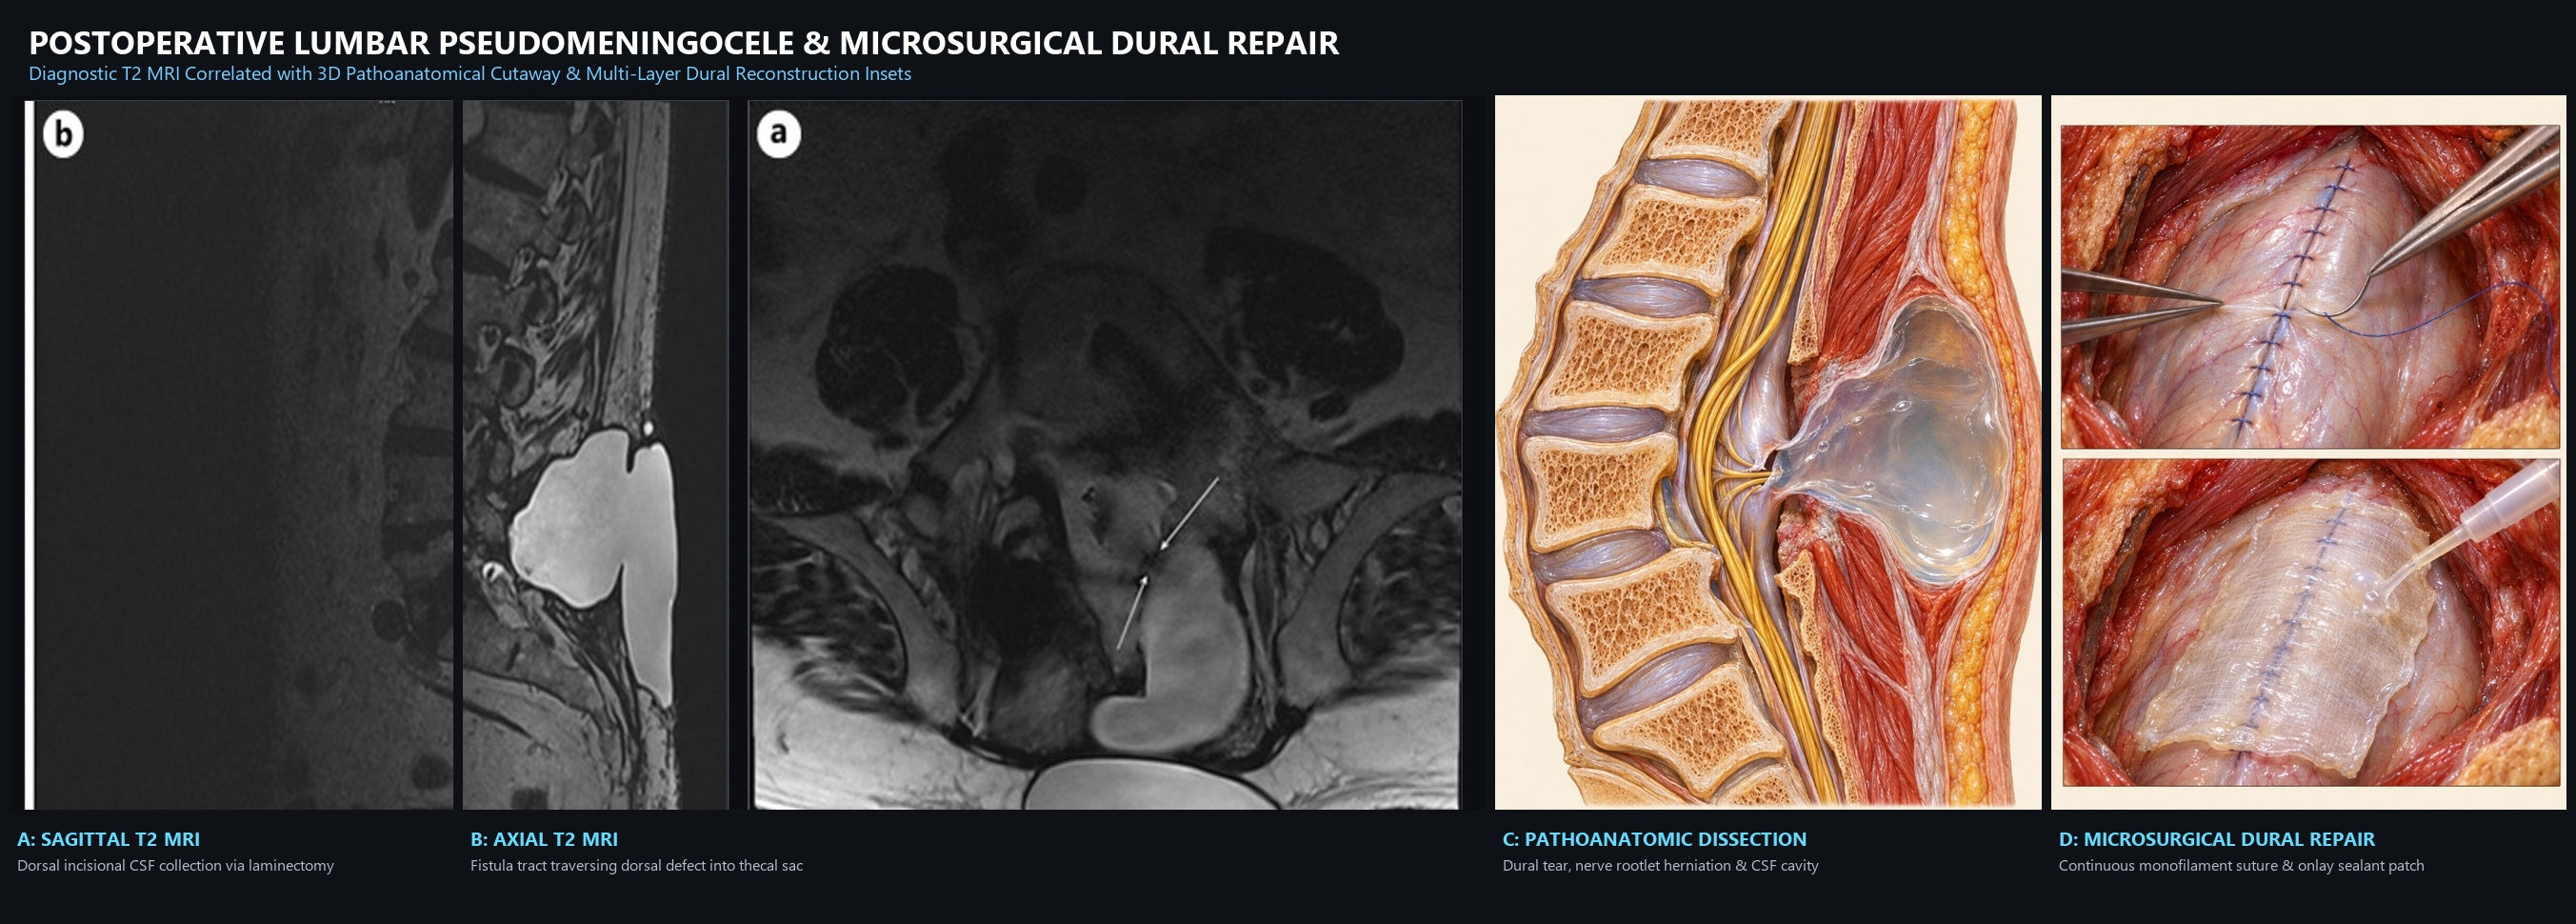 POSTOPERATIVE LUMBAR PSEUDOMENINGOCELE & MICROSURGICAL DURAL REPAIR
Diagnostic T2 MRI Correlated with 3D Pathoanatomical Cutaway & Multi-Layer Dural Reconstruction Insets
b
a
A: SAGITTAL T2 MRI
Dorsal incisional CSF collection via laminectomy
B: AXIAL T2 MRI
Fistula tract traversing dorsal defect into thecal sac
C: PATHOANATOMIC DISSECTION
Dural tear, nerve rootlet herniation & CSF cavity
D: MICROSURGICAL DURAL REPAIR
Continuous monofilament suture & onlay sealant patch